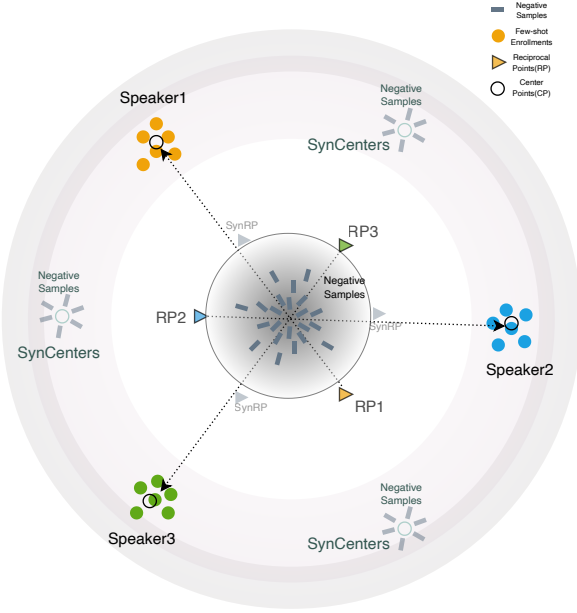 Negative
Samples
Few-shot
Enrollments
Reciprocal
Points(RP)
Center
Points(CP)
Speaker1
Negative
Samples
SynCenters
SynRP
RP3
Negative
Samples
Negative
Samples
SynCenters
RP2
SynRP
Speaker2
SynRP
RP1
Negative
Samples
SynCenters
Speaker3